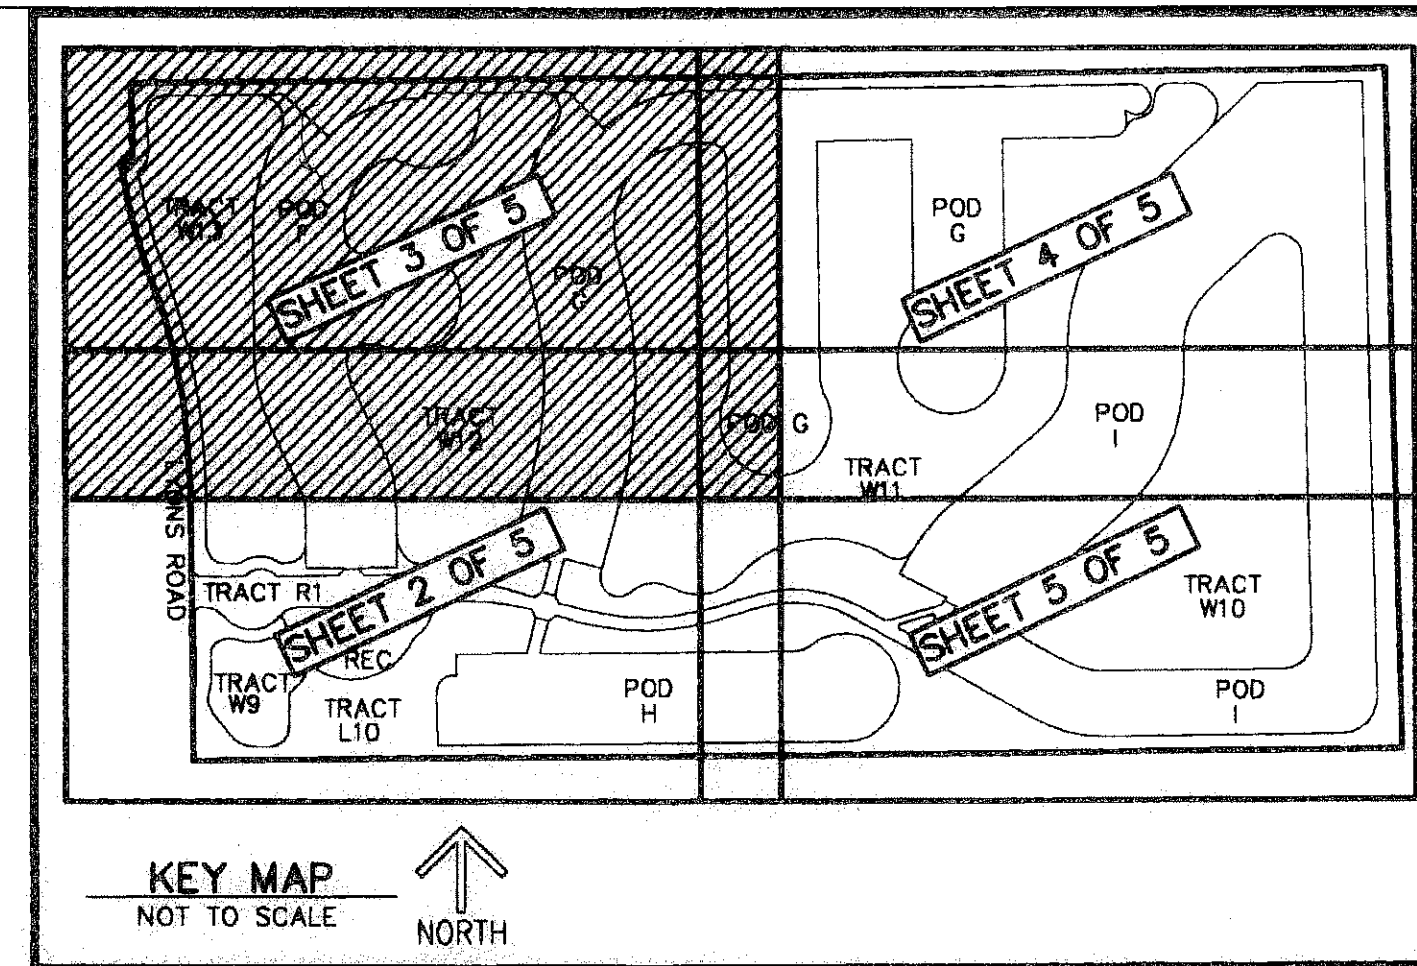 TRACT
W13
POD
F
SHEET 3 OF 5
POD
G
POD
G
SHEET 4 OF 5
TRACT
W12
POD G
POD
I
TRACT
W11
LYONS ROAD
SHEET 2 OF 5
SHEET 5 OF 5
TRACT R1
TRACT
W10
REC
TRACT
W9
TRACT
L10
POD
H
POD
I
KEY MAP
NOT TO SCALE
NORTH